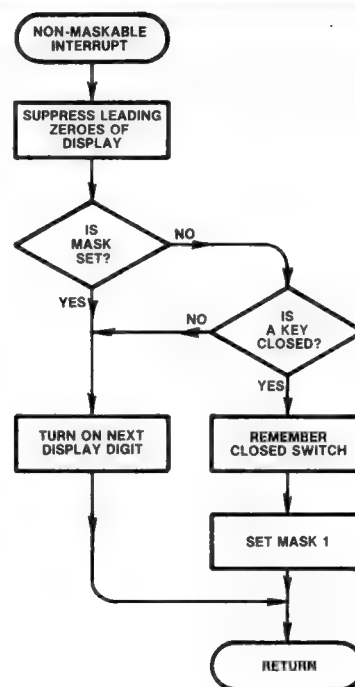 NON-MASKABLE
INTERRUPT
SUPPRESS LEADING
ZEROES OF
DISPLAY
IS
MASK
SET?
NO
YES
IS
A KEY
CLOSED?
NO
YES
TURN ON NEXT
DISPLAY DIGIT
REMEMBER
CLOSED SWITCH
SET MASK 1
RETURN